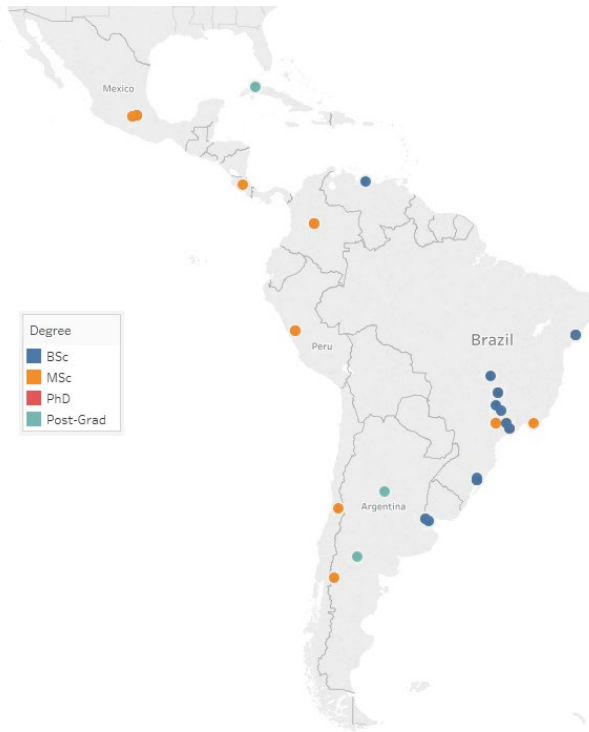 Mexico
Brazil
Peru
Degree
BSc
MSc
PhD
Post-Grad
Argentina